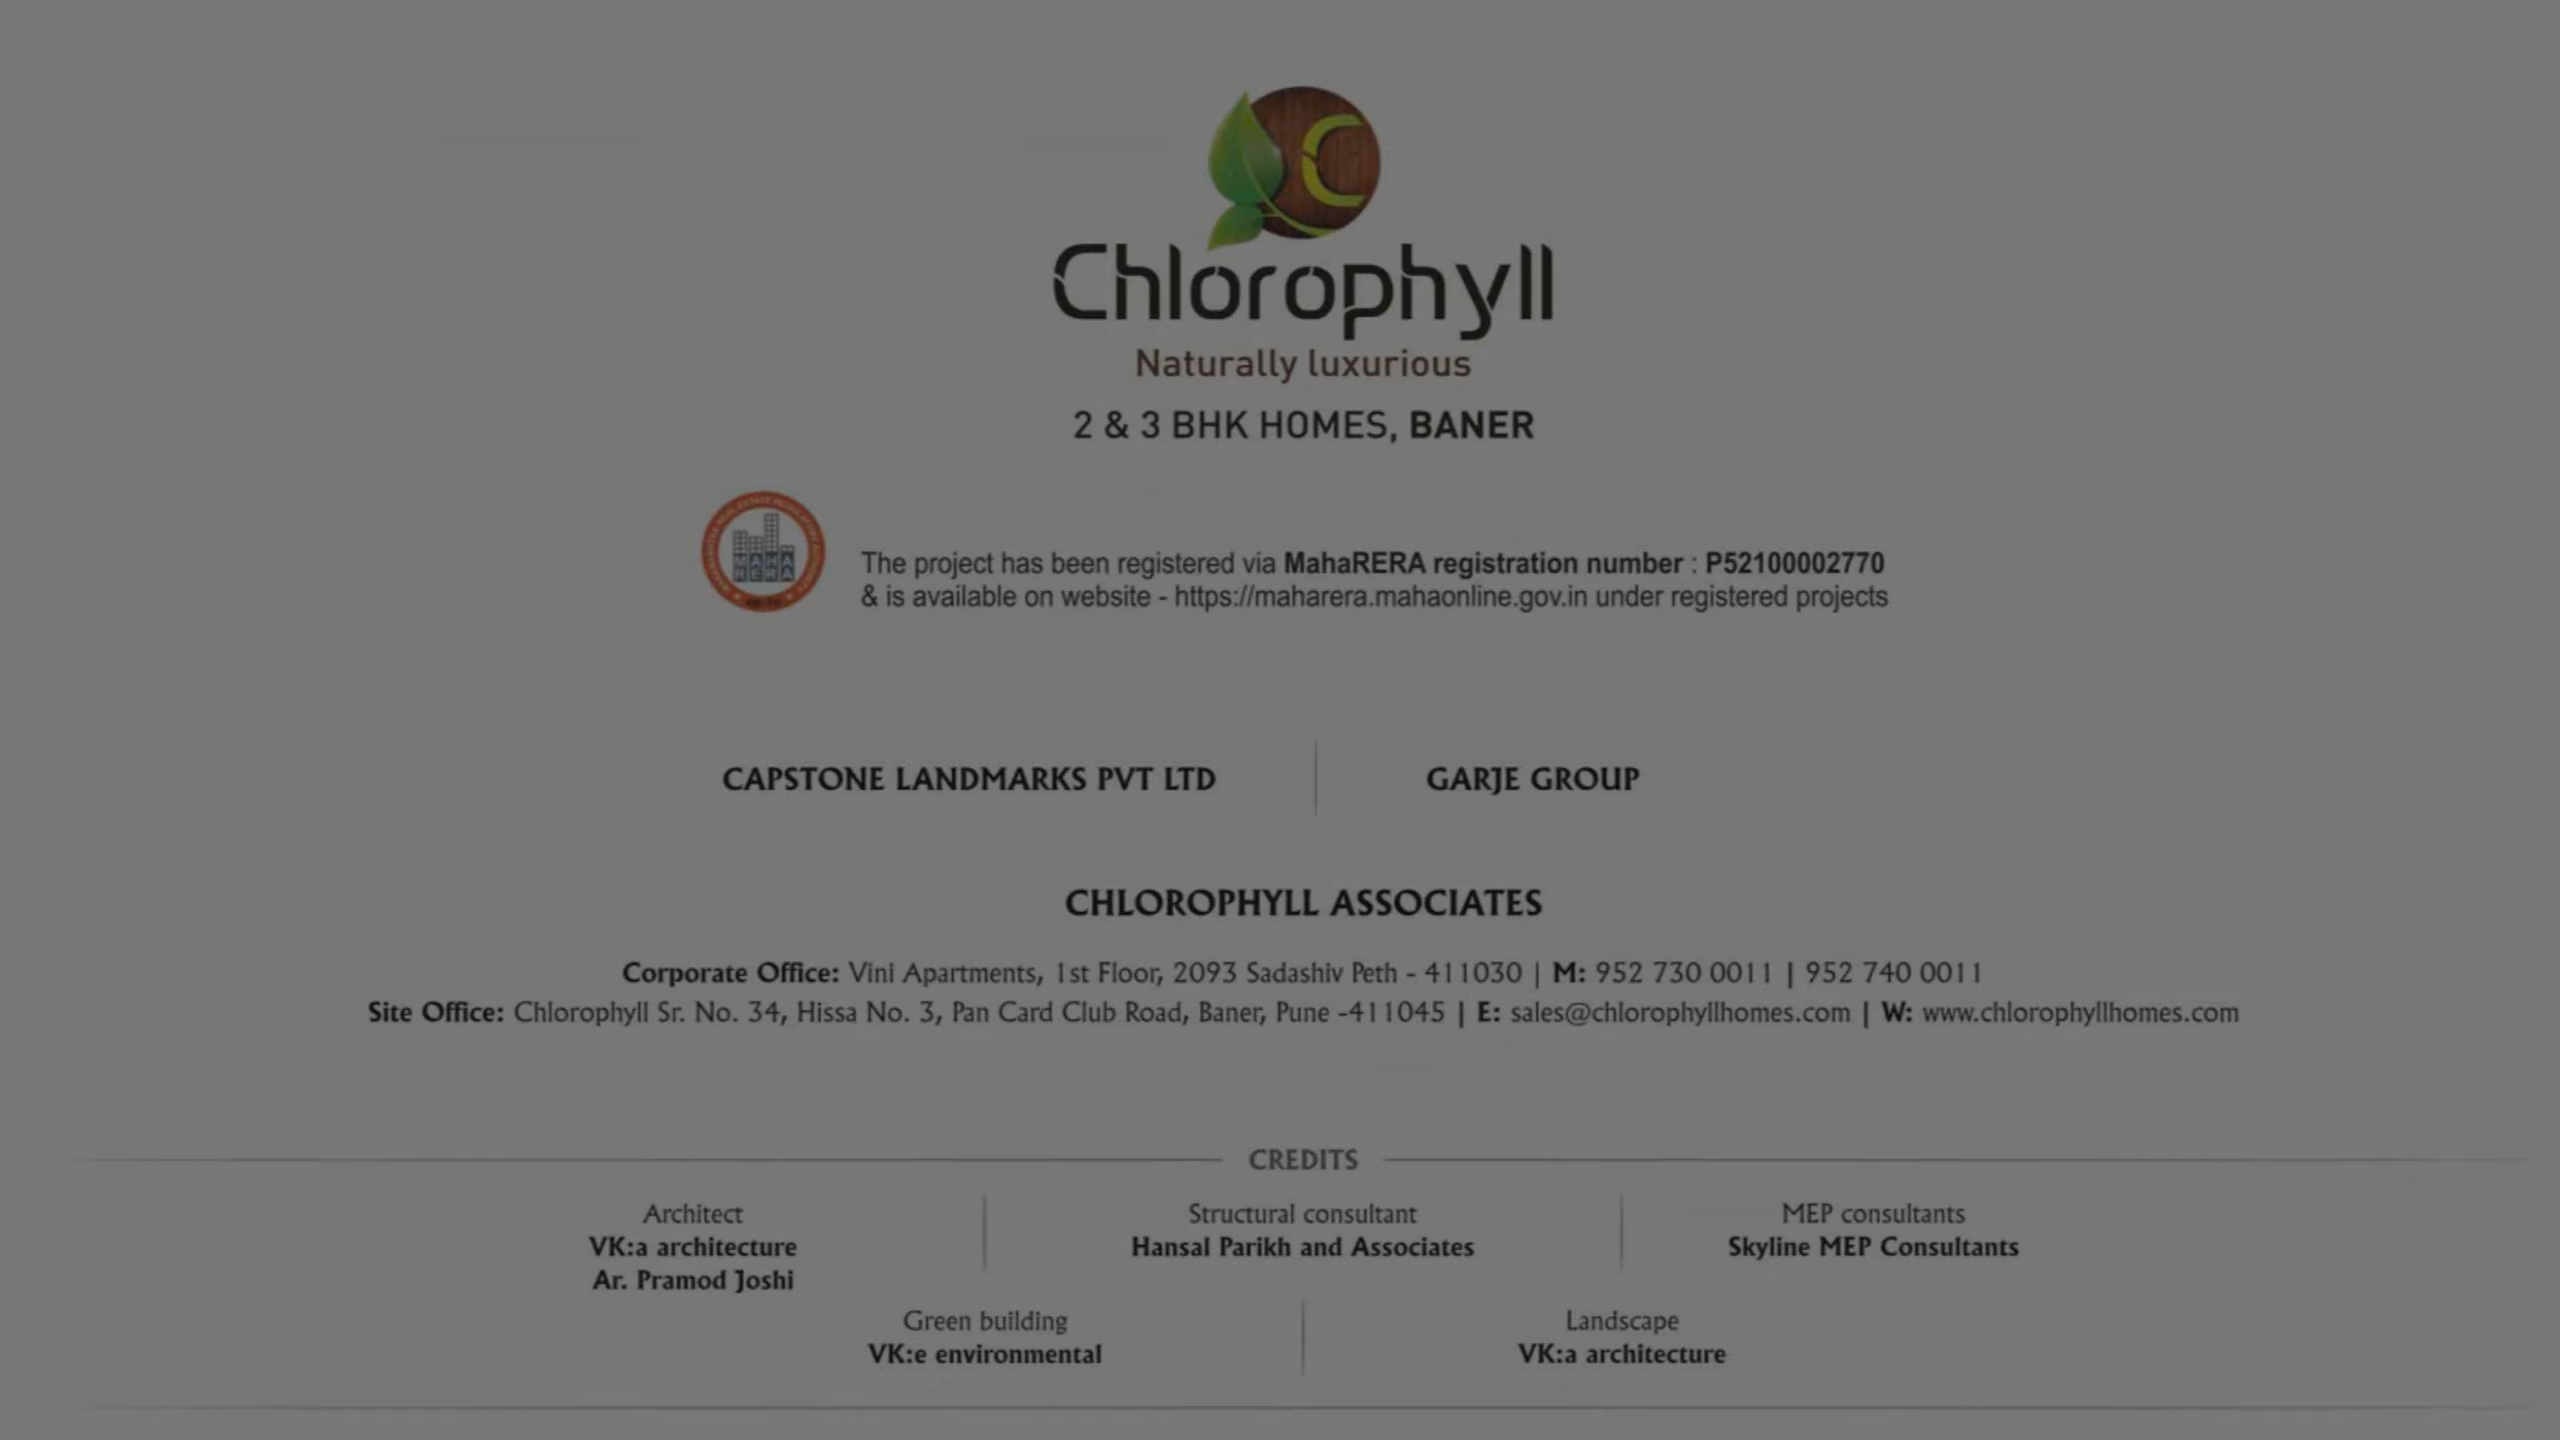 C
Chlorophyll
Naturally luxurious
2 & 3 BHK HOMES, BANER
MAHA
RERA
The project has been registered via MahaRERA registration number : P52100002770
& is available on website - https://maharera.mahaonline.gov.in under registered projects
CAPSTONE LANDMARKS PVT LTD
GARJE GROUP
CHLOROPHYLL ASSOCIATES
Corporate Office: Vini Apartments, 1st Floor, 2093 Sadashiv Peth - 411030 | M: 952 730 0011 | 952 740 0011
Site Office: Chlorophyll Sr. No. 34, Hissa No. 3, Pan Card Club Road, Baner, Pune -411045 | E: sales@chlorophyllhomes.com | W: www.chlorophyllhomes.com
CREDITS
Architect
VK:a architecture
Ar. Pramod Joshi
Structural consultant
Hansal Parikh and Associates
MEP consultants
Skyline MEP Consultants
Green building
VK:e environmental
Landscape
VK:a architecture